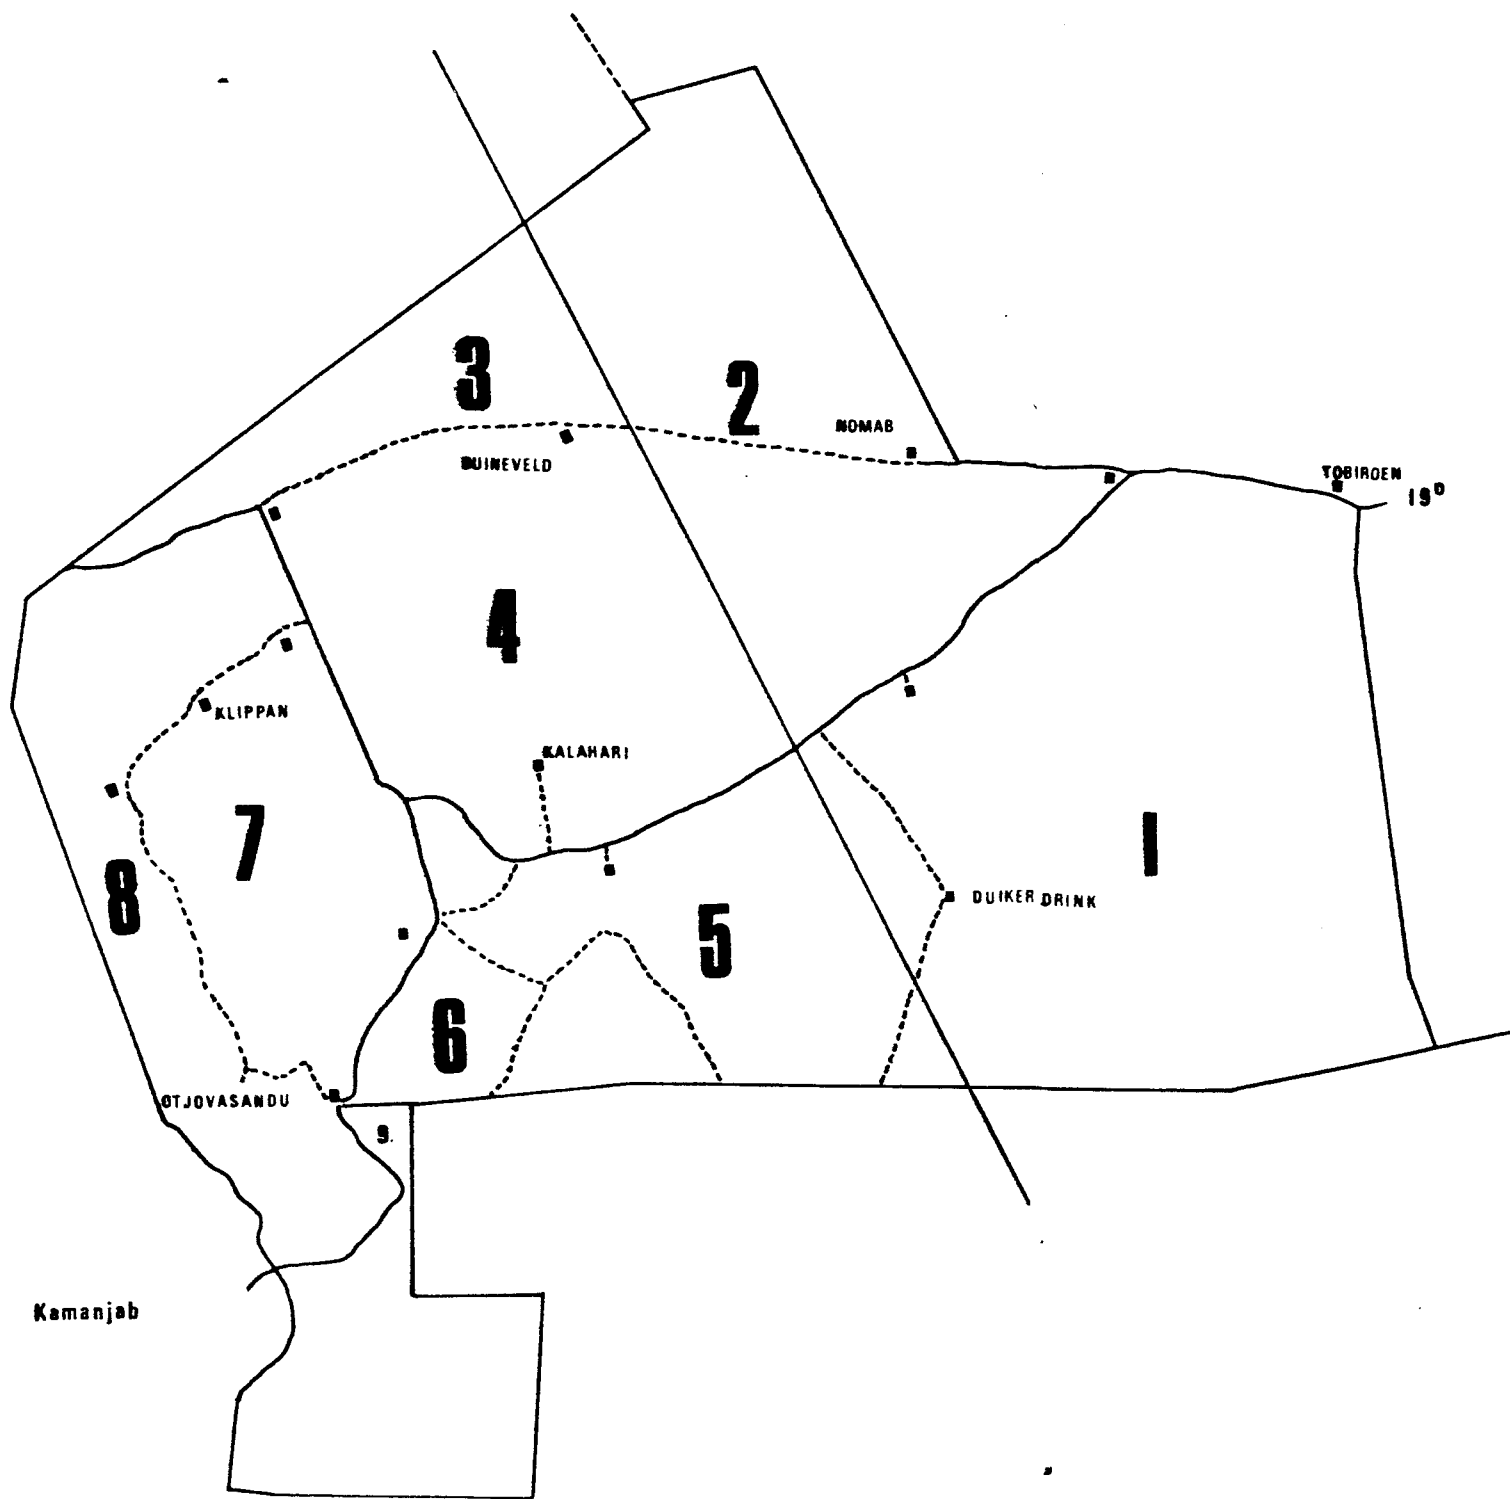 3
2
NOMAB
DUINEVELD
TOBIROEN
19°
4
KLIPPAN
KALAHARI
7
1
8
DUIKER DRINK
5
6
OTJOVASANDU
9.
Kamanjab